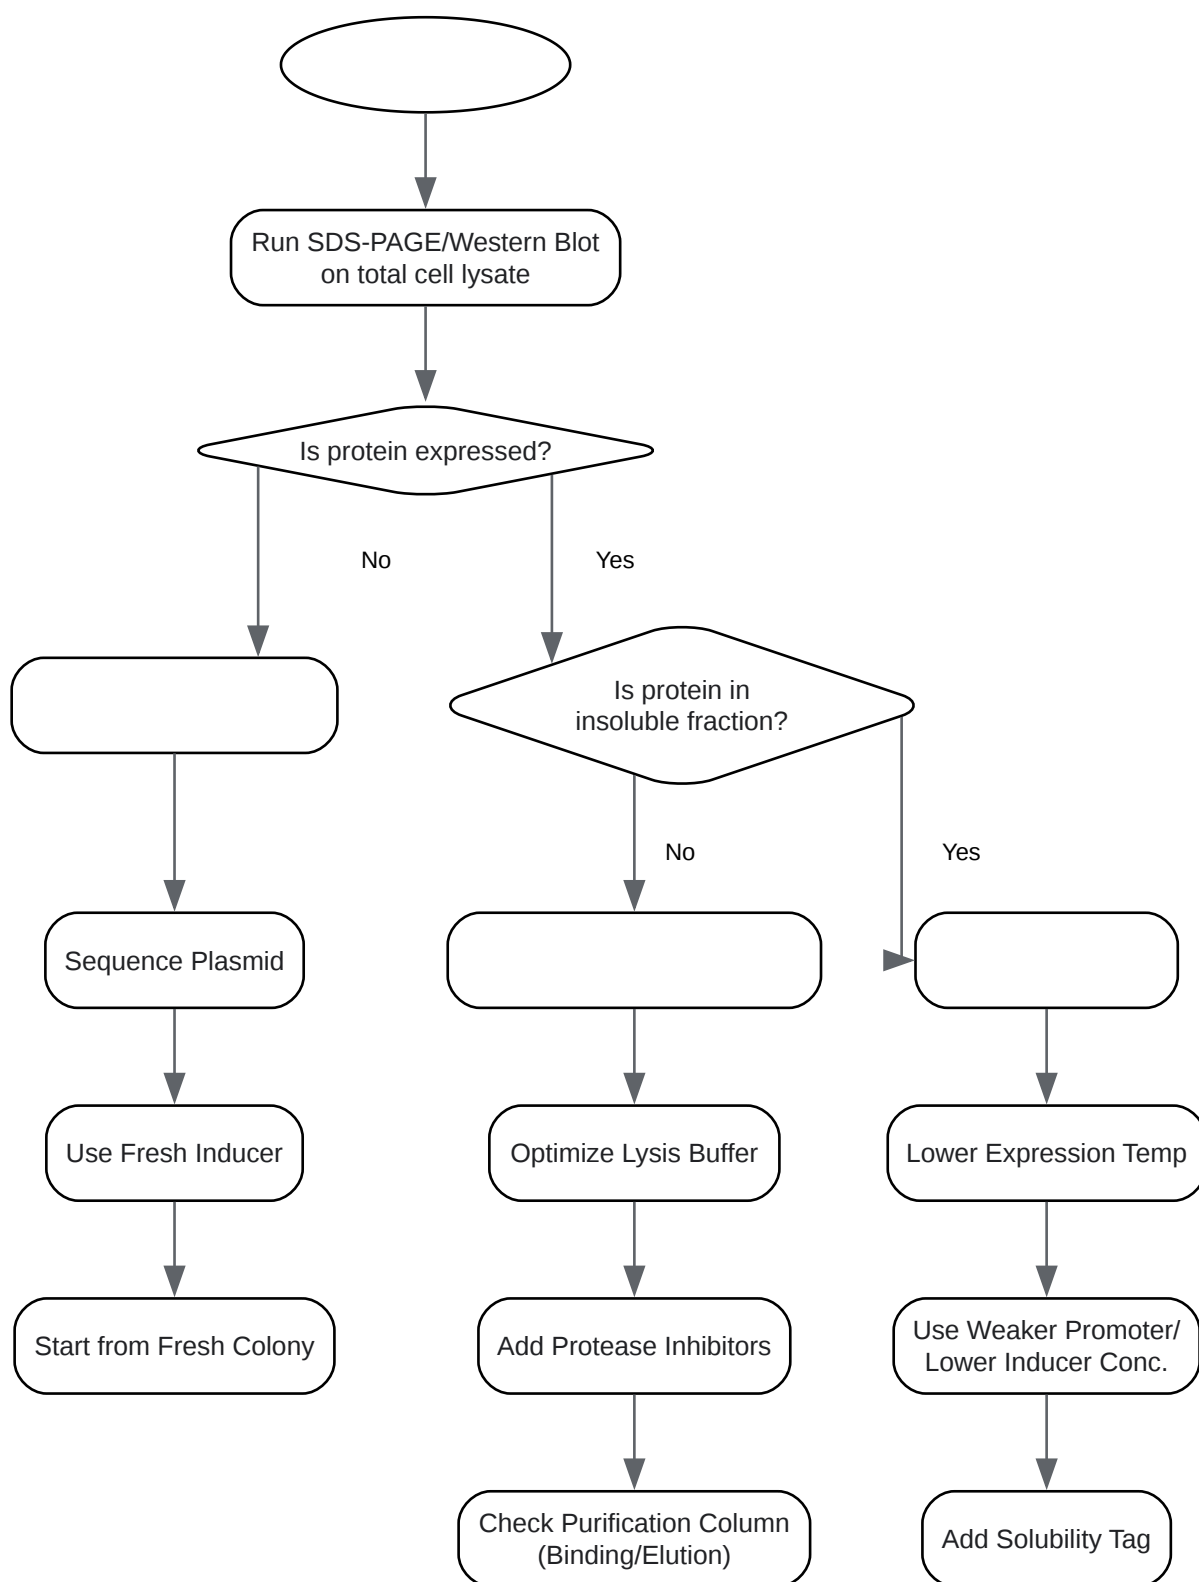 Run SDS-PAGE/Western Blot
on total cell lysate
Is protein expressed?
No
Yes
Is protein in
insoluble fraction?
No
Yes
Sequence Plasmid
Use Fresh Inducer
Optimize Lysis Buffer
Lower Expression Temp
Start from Fresh Colony
Add Protease Inhibitors
Use Weaker Promoter/
Lower Inducer Conc.
Check Purification Column
(Binding/Elution)
Add Solubility Tag